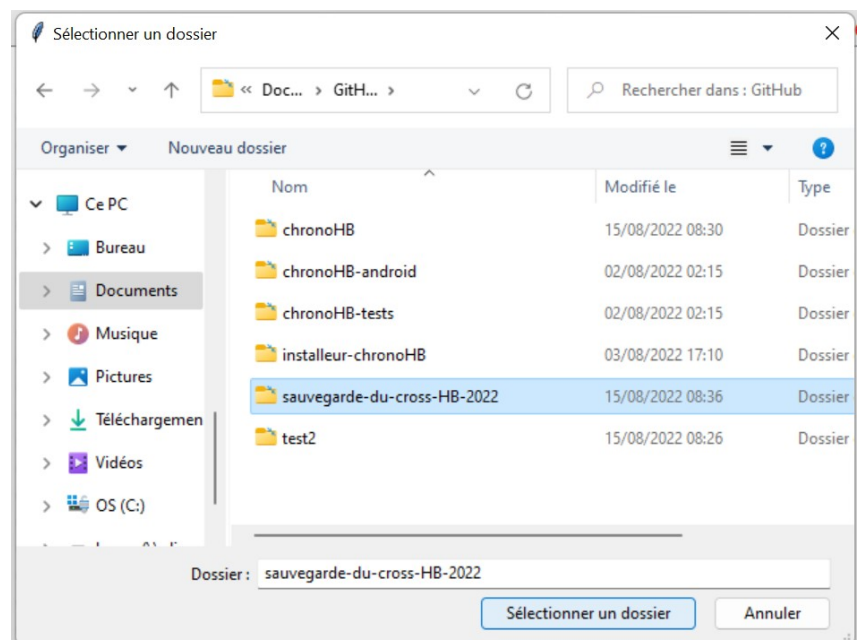 Sélectionner un dossier
« Doc... › GitH... ›
Rechercher dans : GitHub
Organiser
Nouveau dossier
Nom
Modifié le
Type
Ce PC
Bureau
Documents
Musique
Pictures
Téléchargemen
Vidéos
OS (C:)
chronoHB 15/08/2022 08:30 Dossier
chronoHB-android 02/08/2022 02:15 Dossier
chronoHB-tests 02/08/2022 02:15 Dossier
installeur-chronoHB 03/08/2022 17:10 Dossier
sauvegarde-du-cross-HB-2022 15/08/2022 08:36 Dossier
test2 15/08/2022 08:26 Dossier
Dossier : sauvegarde-du-cross-HB-2022
Sélectionner un dossier
Annuler